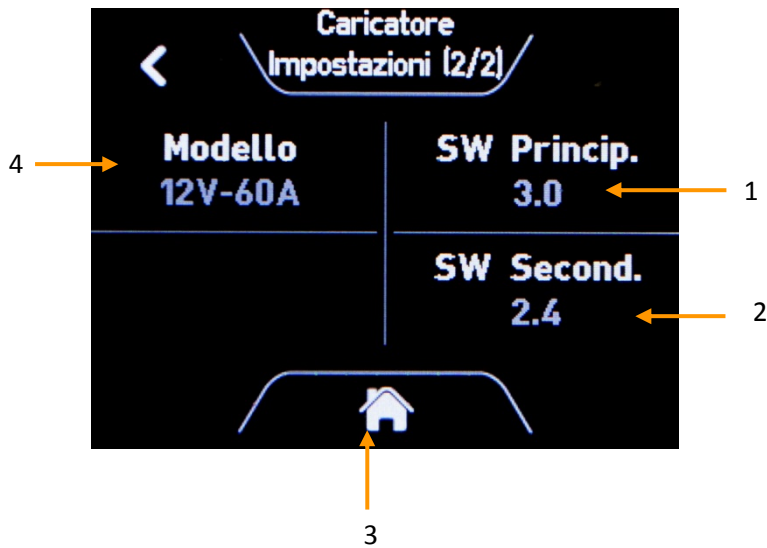 Caricatore
Impostazioni (2/2)
4
Modello
12V-60A
SW Princip.
3.0
1
SW Second.
2.4
2
3